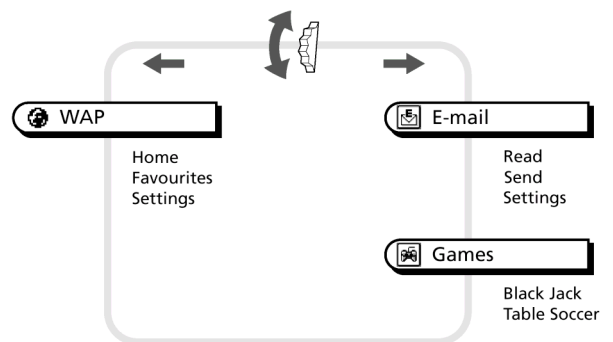 WAP
Home
Favourites
Settings
E-mail
Read
Send
Settings
Games
Black Jack
Table Soccer